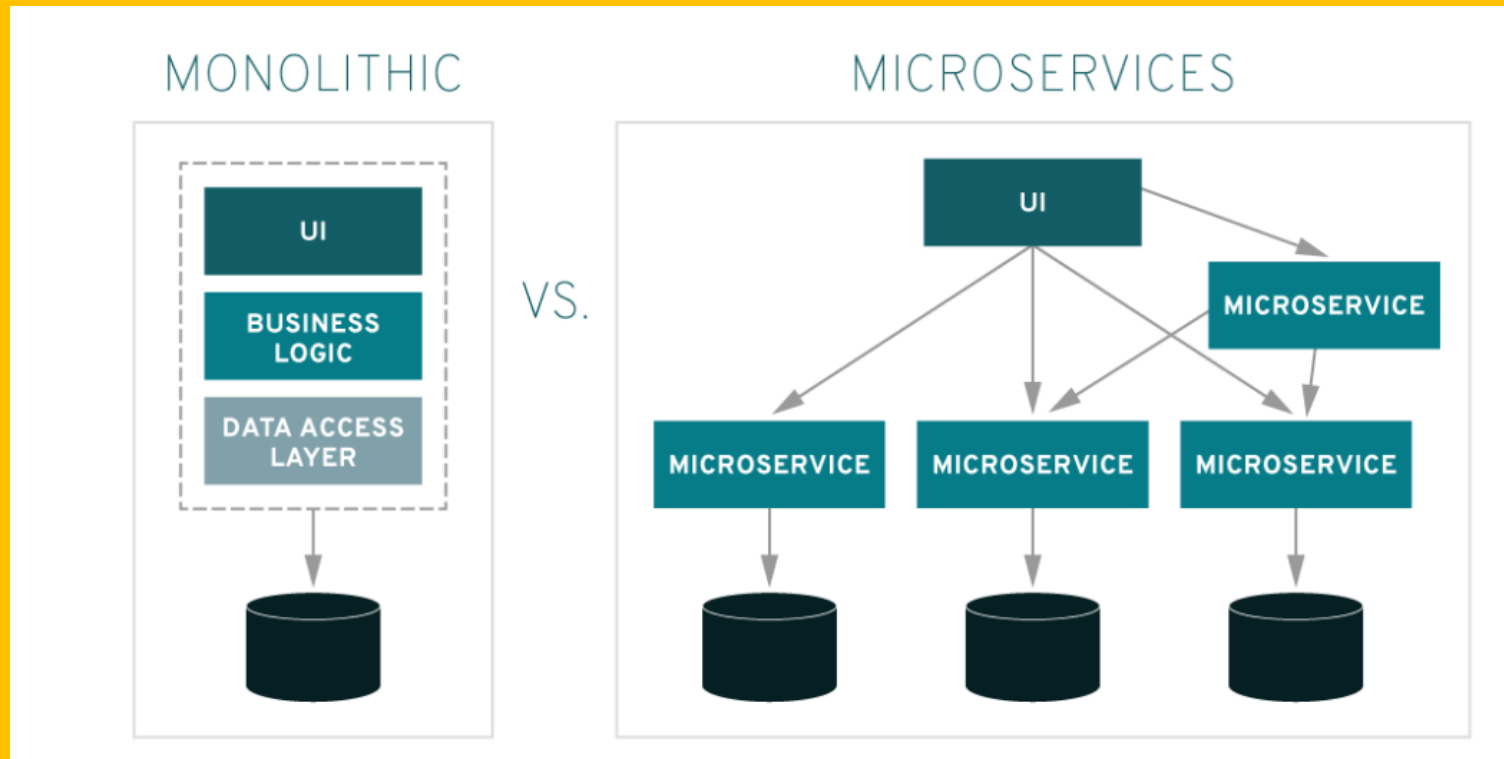 MONOLITHIC
MICROSERVICES
UI
BUSINESS
LOGIC
DATA ACCESS
LAYER
VS.
UI
MICROSERVICE
MICROSERVICE
MICROSERVICE
MICROSERVICE